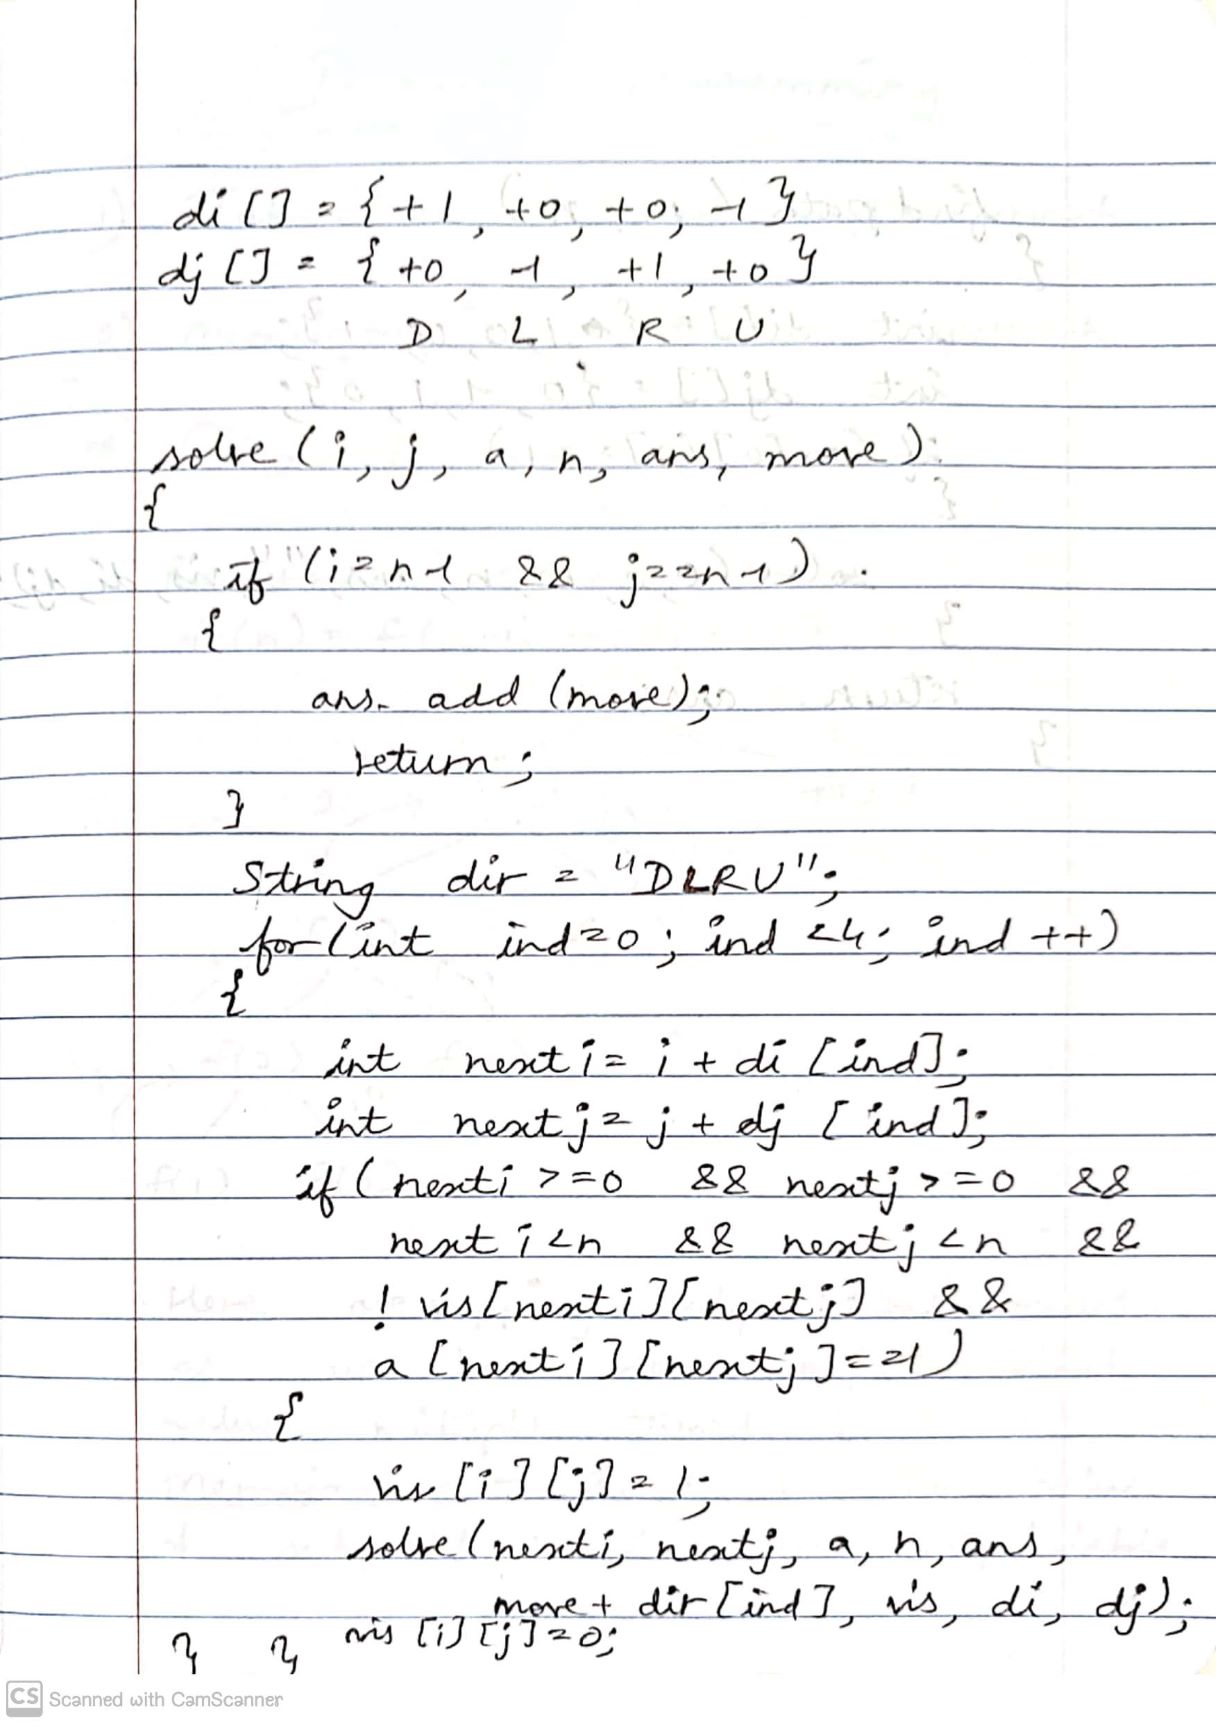 di [] = { +1, +0, +0, -1 }
dj [] = { +0, -1, +1, +0 }
D L R U
solve (i, j, a, n, ans, move)
{
if (i=n-1 && j==n-1)
{
ans. add (move);
return;
}
String dir = "DLRU";
for (int ind=0; ind <4; ind ++)
{
int nexti = i + di [ind];
int nextj = j + dj [ind];
if ( nexti >=0 && nextj >=0 &&
nexti <n && nextj <n &&
! vis[nexti][nextj] &&
a [nexti][nextj]==1)
{
vis [i][j] = 1;
solve (nexti, nextj, a, n, ans,
move + dir [ind], vis, di, dj);
} } vis [i][j]=0;
CS Scanned with CamScanner